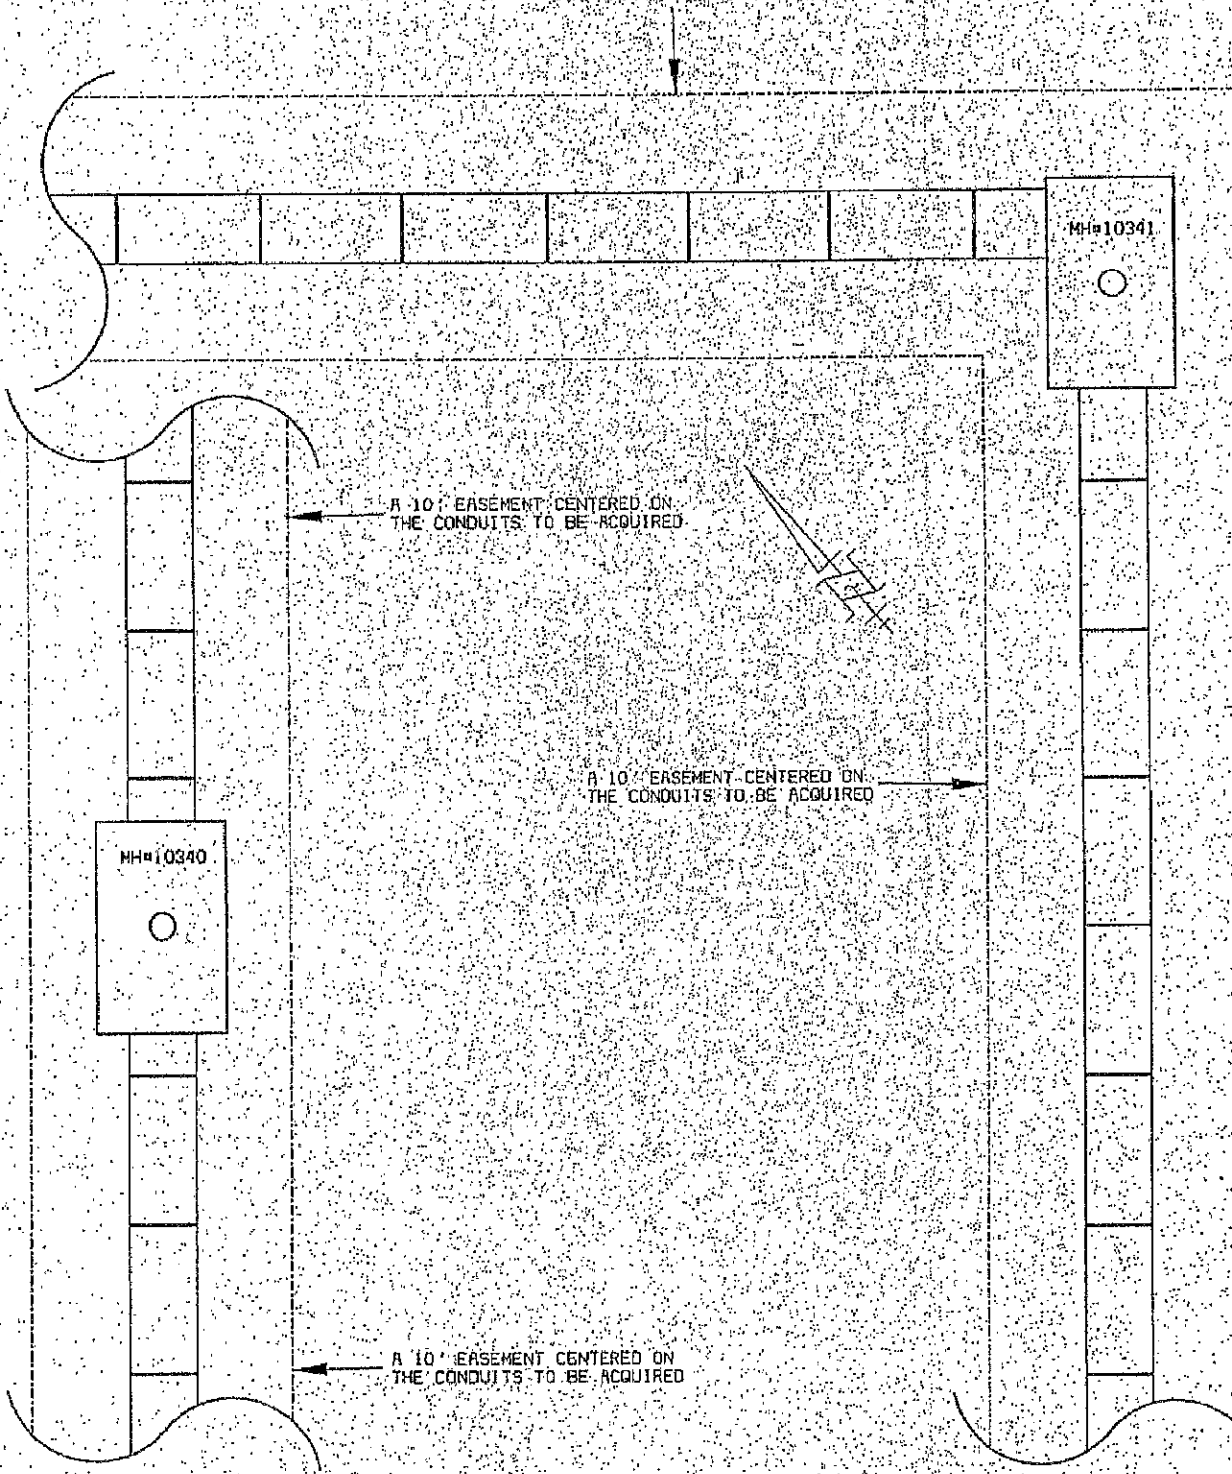 MH#10341
A 10' EASEMENT CENTERED ON
THE CONDUITS TO BE ACQUIRED
A 10' EASEMENT CENTERED ON
THE CONDUITS TO BE ACQUIRED
MH#10340
A 10' EASEMENT CENTERED ON
THE CONDUITS TO BE ACQUIRED